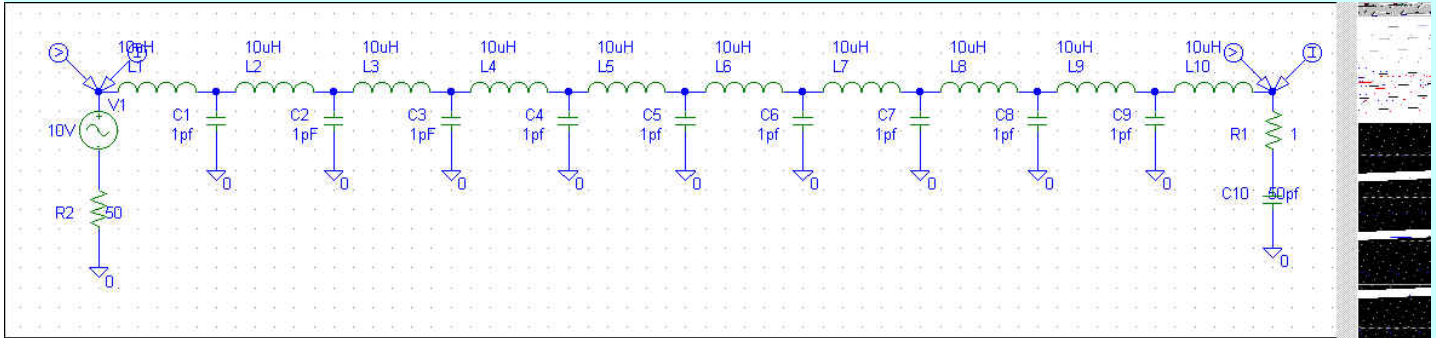 10uH 10uH 10uH 10uH 10uH 10uH 10uH 10uH 10uH 10uH
V I V I
L1 L2 L3 L4 L5 L6 L7 L8 L9 L10
V1
10V
C1 C2 C3 C4 C5 C6 C7 C8 C9
1pf 1pF 1pF 1pf 1pf 1pf 1pf 1pf 1pf
R1 1
0 0 0 0 0 0 0 0 0
C10 50pf
R2 50
0
0